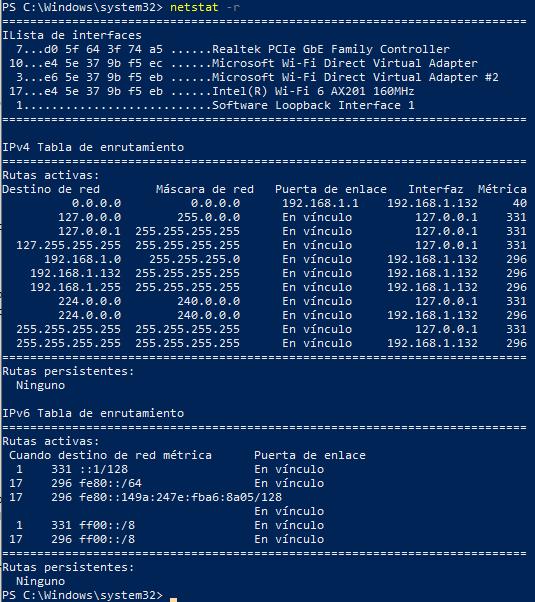 PS C:\Windows\system32> netstat -r
===========================================================================
ILista de interfaces
  7...d0 5f 64 3f 74 a5 ......Realtek PCIe GbE Family Controller
 10...e4 5e 37 9b f5 ec ......Microsoft Wi-Fi Direct Virtual Adapter
  3...e6 5e 37 9b f5 eb ......Microsoft Wi-Fi Direct Virtual Adapter #2
 17...e4 5e 37 9b f5 eb ......Intel(R) Wi-Fi 6 AX201 160MHz
  1...........................Software Loopback Interface 1
===========================================================================
IPv4 Tabla de enrutamiento
===========================================================================
Rutas activas:
Destino de red        Máscara de red   Puerta de enlace   Interfaz  Métrica
          0.0.0.0          0.0.0.0      192.168.1.1    192.168.1.132     40
        127.0.0.0        255.0.0.0      En vínculo         127.0.0.1    331
        127.0.0.1  255.255.255.255      En vínculo         127.0.0.1    331
  127.255.255.255  255.255.255.255      En vínculo         127.0.0.1    331
      192.168.1.0    255.255.255.0      En vínculo     192.168.1.132    296
    192.168.1.132  255.255.255.255      En vínculo     192.168.1.132    296
    192.168.1.255  255.255.255.255      En vínculo     192.168.1.132    296
        224.0.0.0        240.0.0.0      En vínculo         127.0.0.1    331
        224.0.0.0        240.0.0.0      En vínculo     192.168.1.132    296
  255.255.255.255  255.255.255.255      En vínculo         127.0.0.1    331
  255.255.255.255  255.255.255.255      En vínculo     192.168.1.132    296
===========================================================================
Rutas persistentes:
  Ninguno
IPv6 Tabla de enrutamiento
===========================================================================
Rutas activas:
 Cuando destino de red métrica      Puerta de enlace
  1    331 ::1/128                  En vínculo
 17    296 fe80::/64                En vínculo
 17    296 fe80::149a:247e:fba6:8a05/128
                                    En vínculo
  1    331 ff00::/8                 En vínculo
 17    296 ff00::/8                 En vínculo
===========================================================================
Rutas persistentes:
  Ninguno
PS C:\Windows\system32>